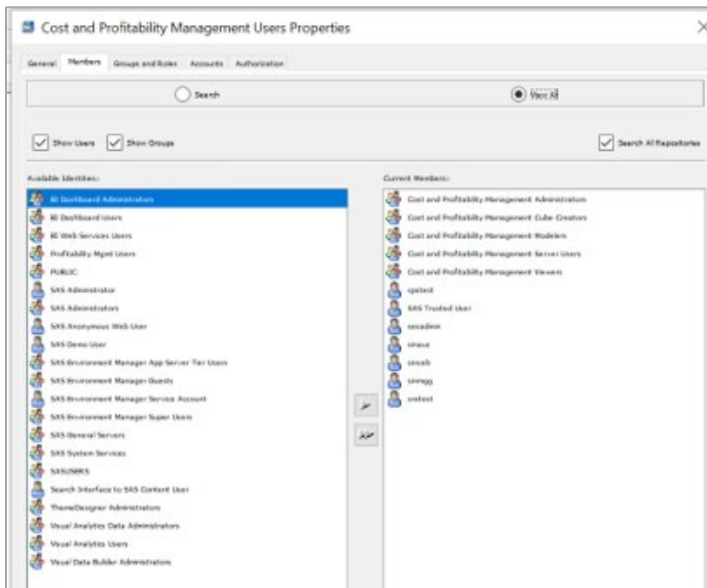 Cost and Profitability Management Users Properties
General Members Groups and Roles Accounts Authorization
Search View All
Show Users Show Groups Search All Repositories
Available Identities:
BI Dashboard Administrators
BI Dashboard Users
BI Web Services Users
Profitability Mgmt Users
PUBLIC
SAS Administrator
SAS Administrators
SAS Anonymous Web User
SAS Demo User
SAS Environment Manager App Server Tier Users
SAS Environment Manager Guests
SAS Environment Manager Service Account
SAS Environment Manager Super Users
SAS General Servers
SAS System Services
SASUSERS
Search Interface to SAS Content User
ThemeDesigner Administrators
Visual Analytics Data Administrators
Visual Analytics Users
Visual Data Builder Administrators
Current Members:
Cost and Profitability Management Administrators
Cost and Profitability Management Cube Creators
Cost and Profitability Management Modelers
Cost and Profitability Management Server Users
Cost and Profitability Management Viewers
SAS Trusted User